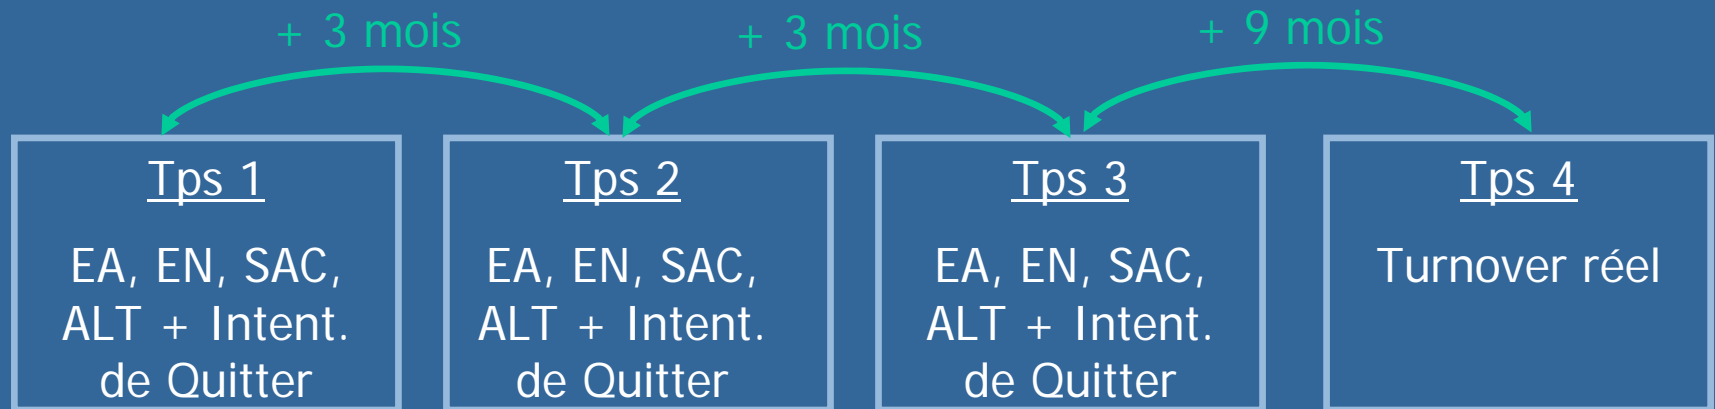 + 3 mois
+ 3 mois
+ 9 mois
Tps 1
EA, EN, SAC,
ALT + Intent.
de Quitter
Tps 2
EA, EN, SAC,
ALT + Intent.
de Quitter
Tps 3
EA, EN, SAC,
ALT + Intent.
de Quitter
Tps 4
Turnover réel